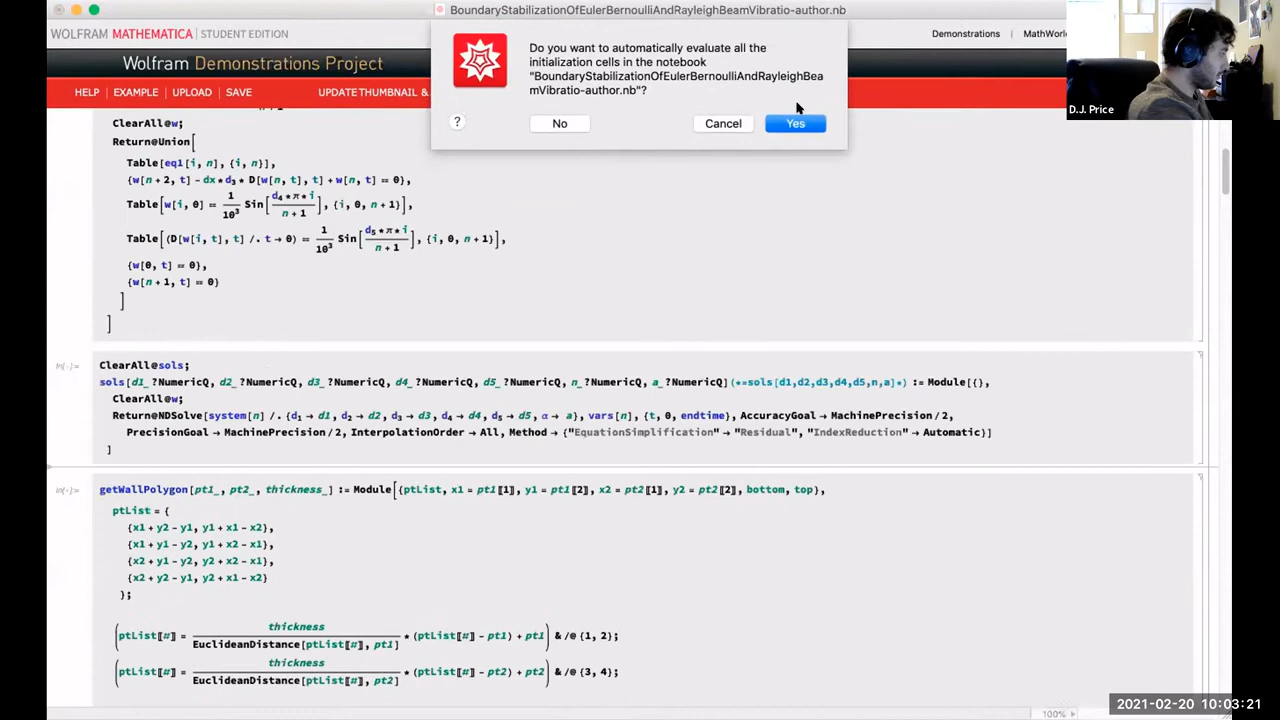 BoundaryStabilizationOfEulerBernoulliAndRayleighBeamVibratio-author.nb
WOLFRAM MATHEMATICA | STUDENT EDITION
Demonstrations
MathWorl
Wolfram Demonstrations Project
HELP EXAMPLE UPLOAD SAVE UPDATE THUMBNAIL &
Do you want to automatically evaluate all the
initialization cells in the notebook
"BoundaryStabilizationOfEulerBernoulliAndRayleighBea
mVibratio-author.nb"?
? No Cancel Yes
D.J. Price
ClearAll@w;
Return@Union[
Table[eq1[i, n], {i, n}],
{w[n + 2, t] - dx * d₃ * D[w[n, t], t] + w[n, t] == 0},
Table[w[i, 0] == 1/10³ Sin[d₄ * π * i / n + 1], {i, 0, n + 1}],
Table[(D[w[i, t], t] /. t → 0) == 1/10³ Sin[d₅ * π * i / n + 1], {i, 0, n + 1}],
{w[0, t] == 0},
{w[n + 1, t] == 0}
]
]
In[•]:= ClearAll@sols;
sols[d1_?NumericQ, d2_?NumericQ, d3_?NumericQ, d4_?NumericQ, d5_?NumericQ, n_?NumericQ, a_?NumericQ](*=sols[d1,d2,d3,d4,d5,n,a]*) := Module[{},
ClearAll@w;
Return@NDSolve[system[n] /. {d₁ → d1, d₂ → d2, d₃ → d3, d₄ → d4, d₅ → d5, α → a}, vars[n], {t, 0, endtime}, AccuracyGoal → MachinePrecision / 2,
PrecisionGoal → MachinePrecision / 2, InterpolationOrder → All, Method → {"EquationSimplification" → "Residual", "IndexReduction" → Automatic}]
]
In[•]:= getWallPolygon[pt1_, pt2_, thickness_] := Module[{ptList, x1 = pt1〚1〛, y1 = pt1〚2〛, x2 = pt2〚1〛, y2 = pt2〚2〛, bottom, top},
ptList = {
{x1 + y2 - y1, y1 + x1 - x2},
{x1 + y1 - y2, y1 + x2 - x1},
{x2 + y1 - y2, y2 + x2 - x1},
{x2 + y2 - y1, y2 + x1 - x2}
};
(ptList〚#〛 = thickness / EuclideanDistance[ptList〚#〛, pt1] * (ptList〚#〛 - pt1) + pt1) & /@ {1, 2};
(ptList〚#〛 = thickness / EuclideanDistance[ptList〚#〛, pt2] * (ptList〚#〛 - pt2) + pt2) & /@ {3, 4};
100%
2021-02-20 10:03:21